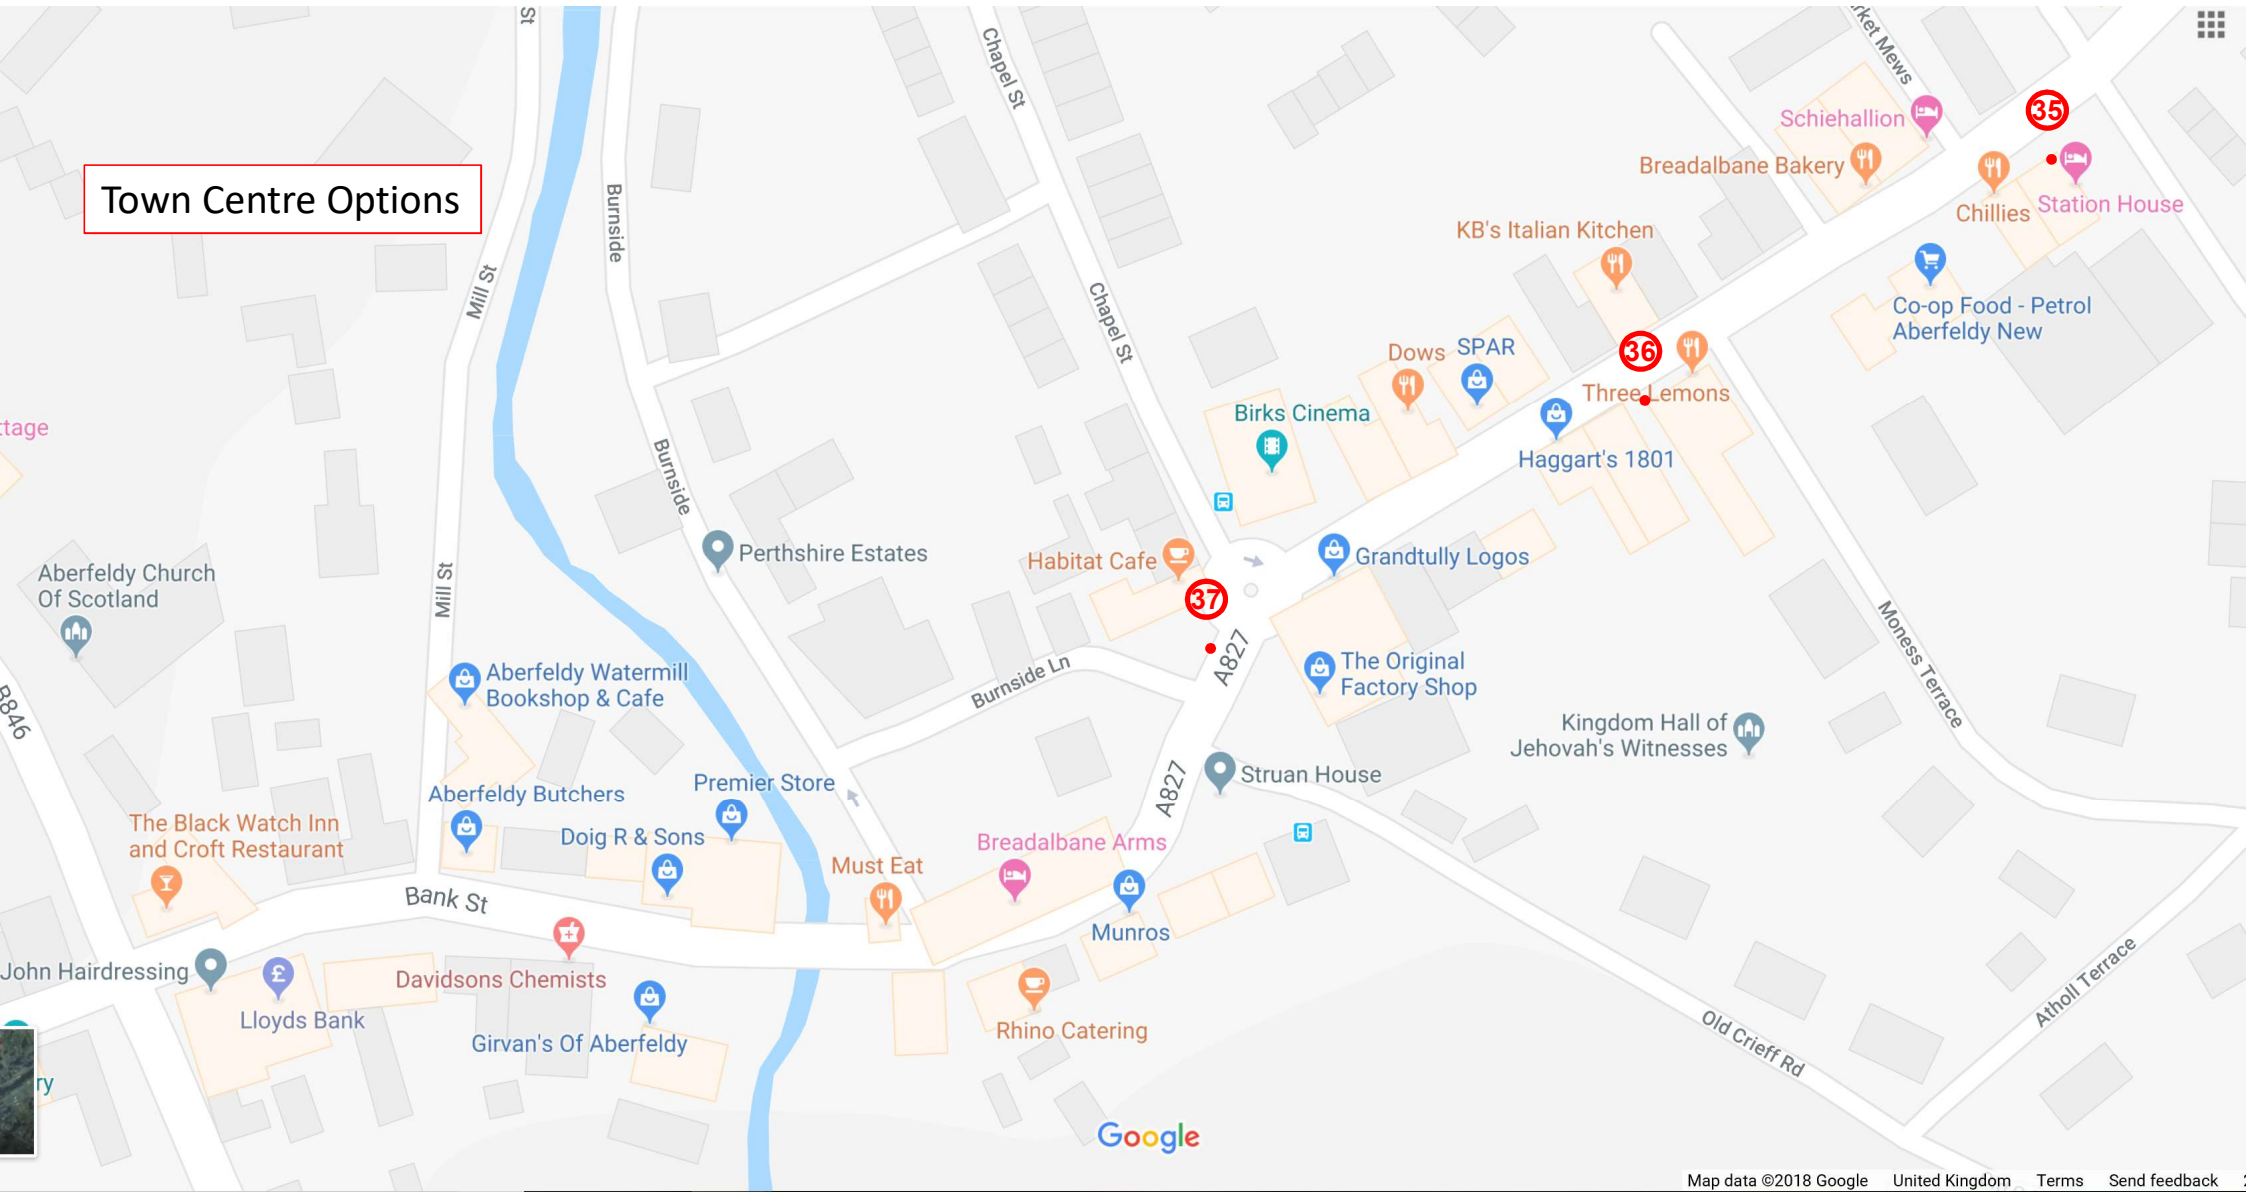 St
Chapel St
rket Mews
35
Schiehallion
Breadalbane Bakery
Chillies
Station House
Town Centre Options
Burnside
KB's Italian Kitchen
Mill St
Chapel St
Co-op Food - Petrol
Aberfeldy New
36
Dows
SPAR
Three Lemons
Birks Cinema
ttage
Haggart's 1801
Burnside
Perthshire Estates
Habitat Cafe
Grandtully Logos
Aberfeldy Church
Of Scotland
Mill St
37
Moness Terrace
A827
Burnside Ln
The Original
Factory Shop
Aberfeldy Watermill
Bookshop & Cafe
B846
Kingdom Hall of
Jehovah's Witnesses
Struan House
A827
Premier Store
Aberfeldy Butchers
The Black Watch Inn
and Croft Restaurant
Doig R & Sons
Breadalbane Arms
Must Eat
Bank St
Munros
John Hairdressing
Davidsons Chemists
Lloyds Bank
Girvan's Of Aberfeldy
Rhino Catering
Atholl Terrace
Old Crieff Rd
ry
Google
Map data ©2018 Google United Kingdom Terms Send feedback